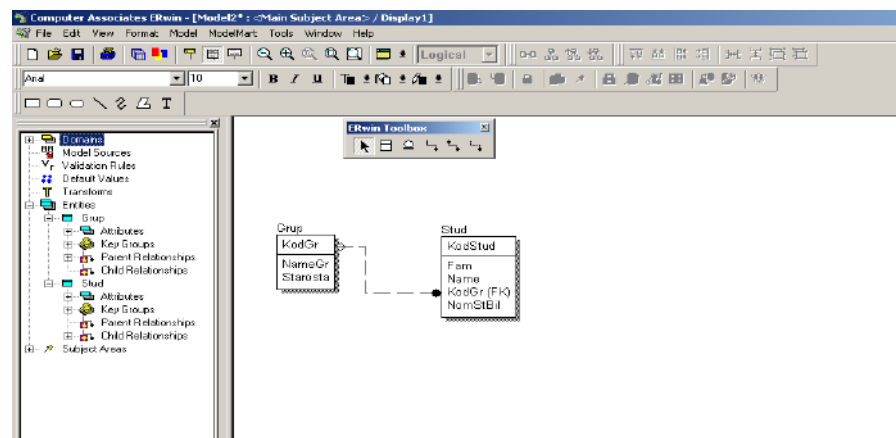 Computer Associates ERwin - [Model2* : <Main Subject Area> / Display1]
File Edit View Format Model ModelMart Tools Window Help
Logical
Arial 10 B I U
T
ERwin Toolbox
Domains
Model Sources
Validation Rules
Default Values
Transforms
Entities
Grup
Attributes
Key Groups
Parent Relationships
Child Relationships
Stud
Attributes
Key Groups
Parent Relationships
Child Relationships
Subject Areas
Grup
KodGr
NameGr
Starosta
Stud
KodStud
Fam
Name
KodGr (FK)
NomStBil